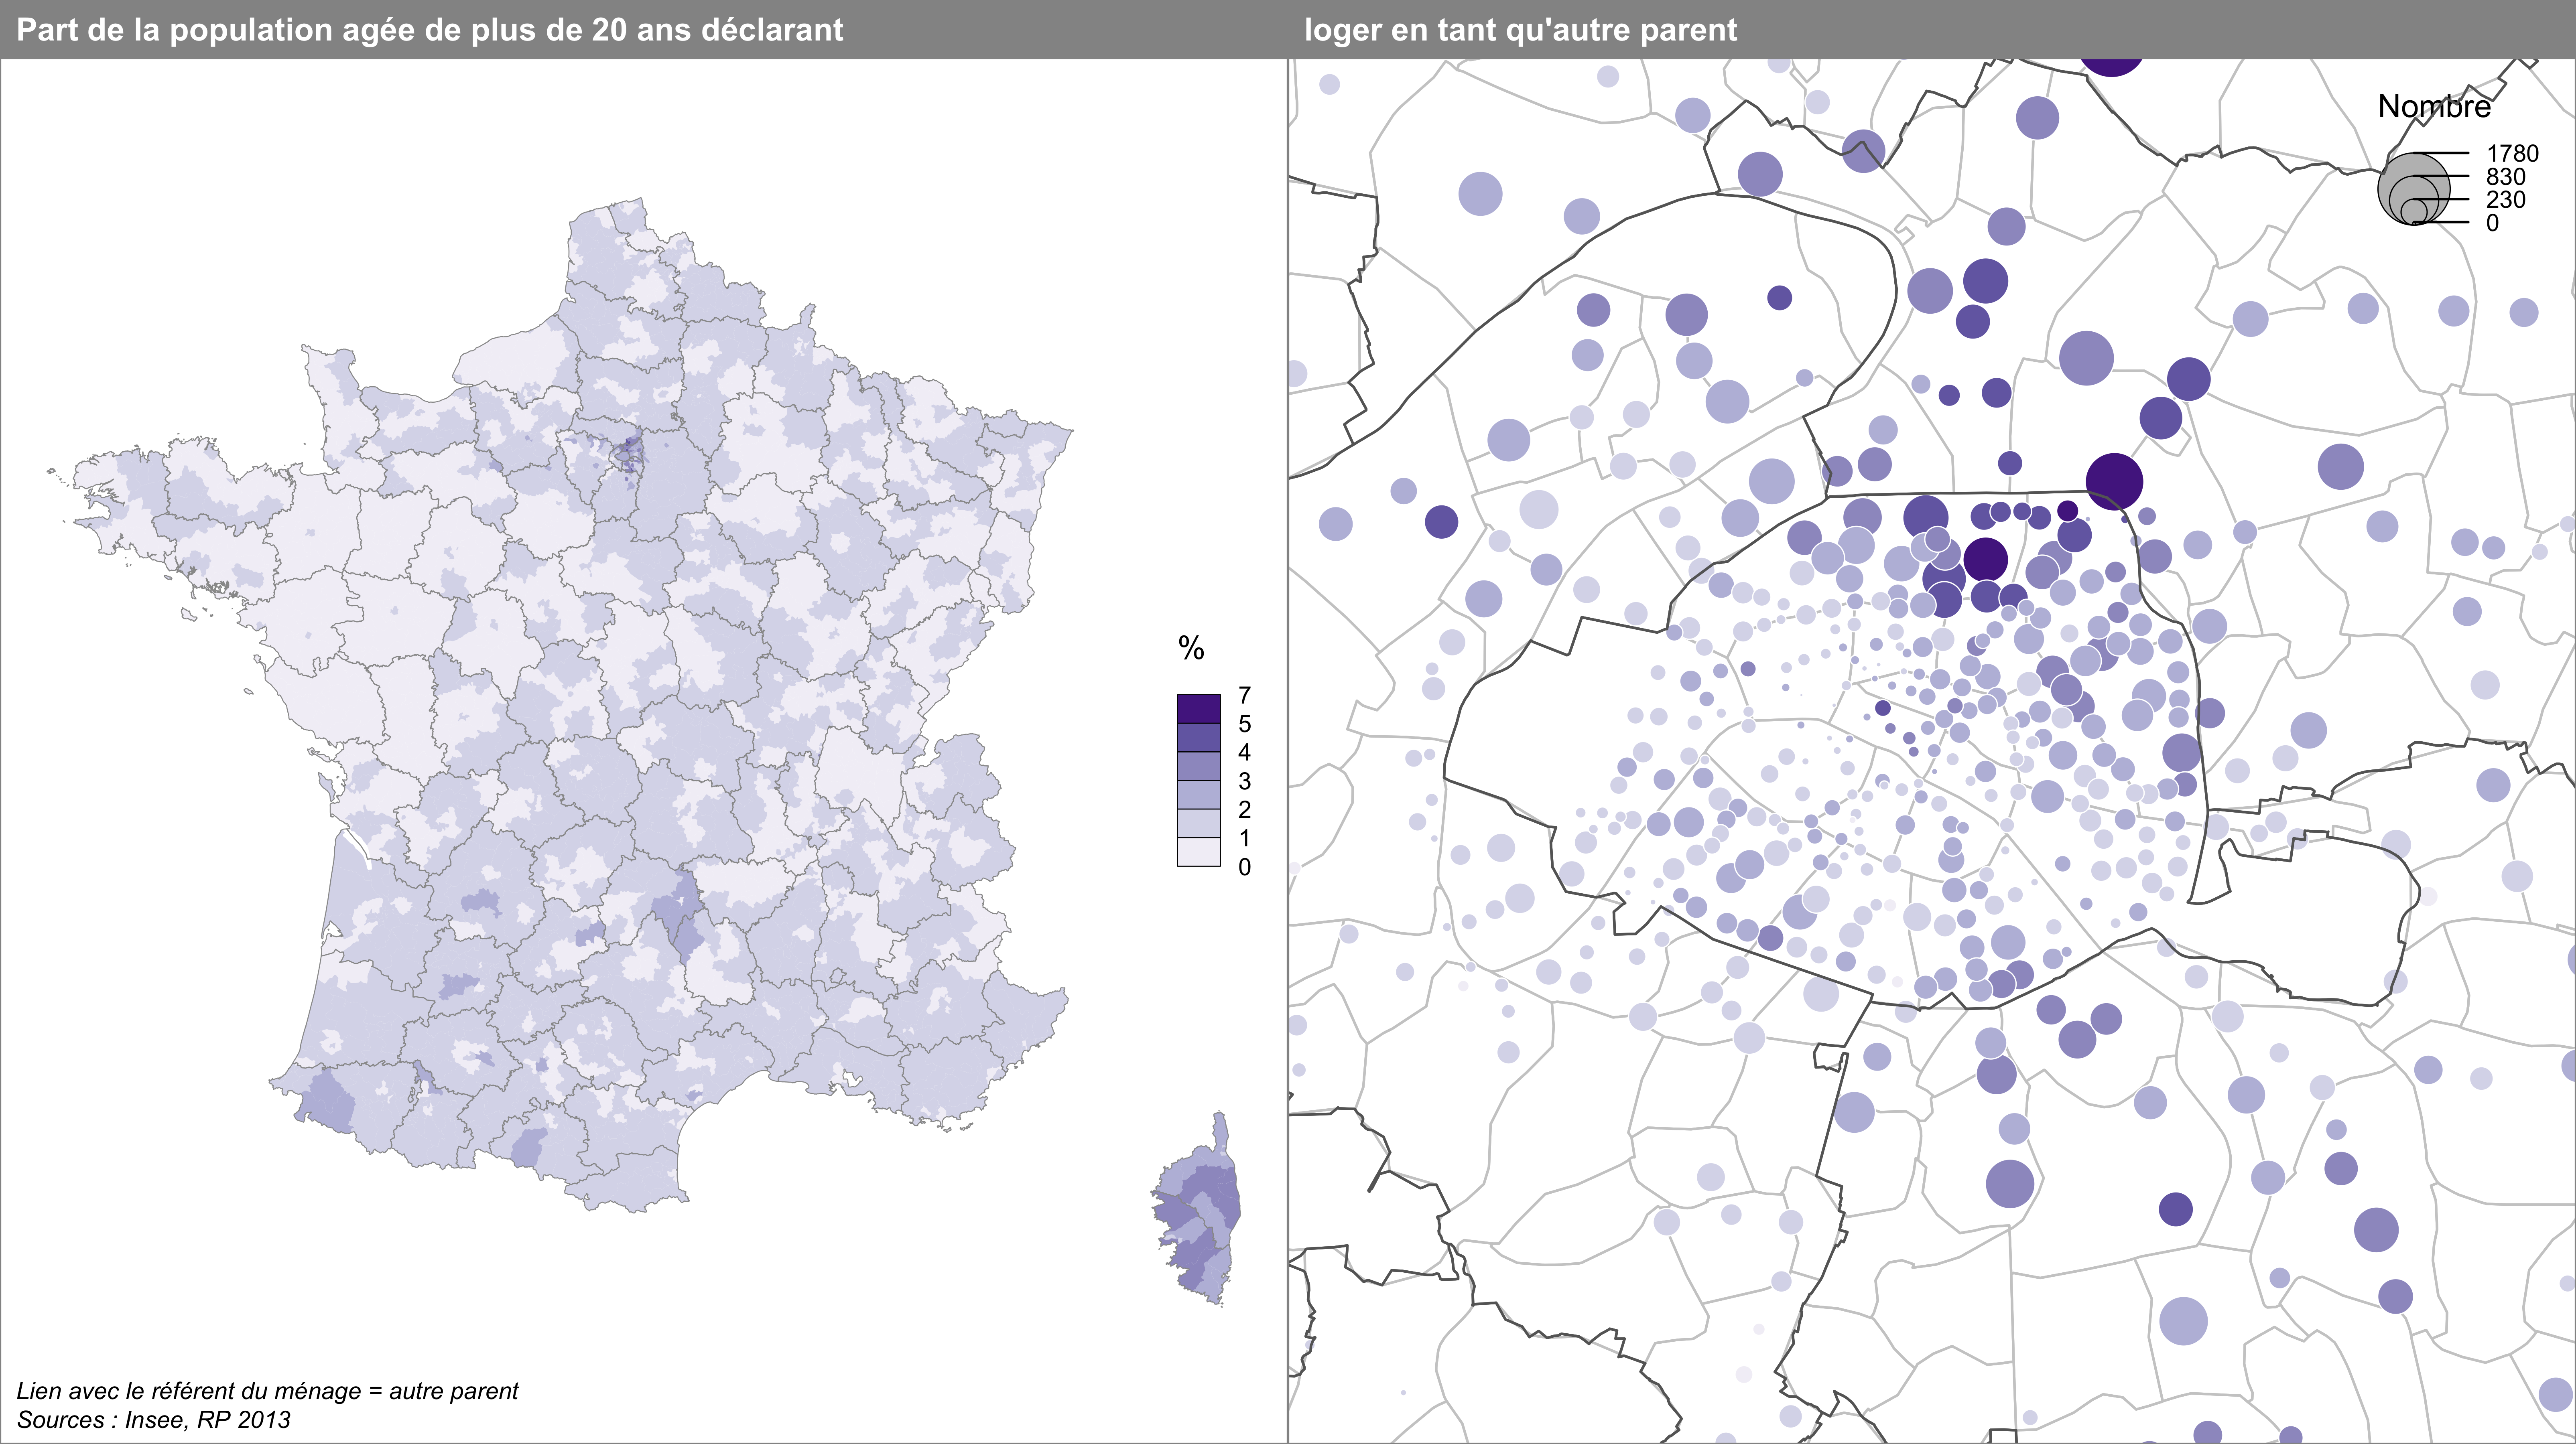 Part de la population agée de plus de 20 ans déclarant
loger en tant qu'autre parent
Nombre
1780
830
230
0
%
7
5
4
3
2
1
0
Lien avec le référent du ménage = autre parent
Sources : Insee, RP 2013